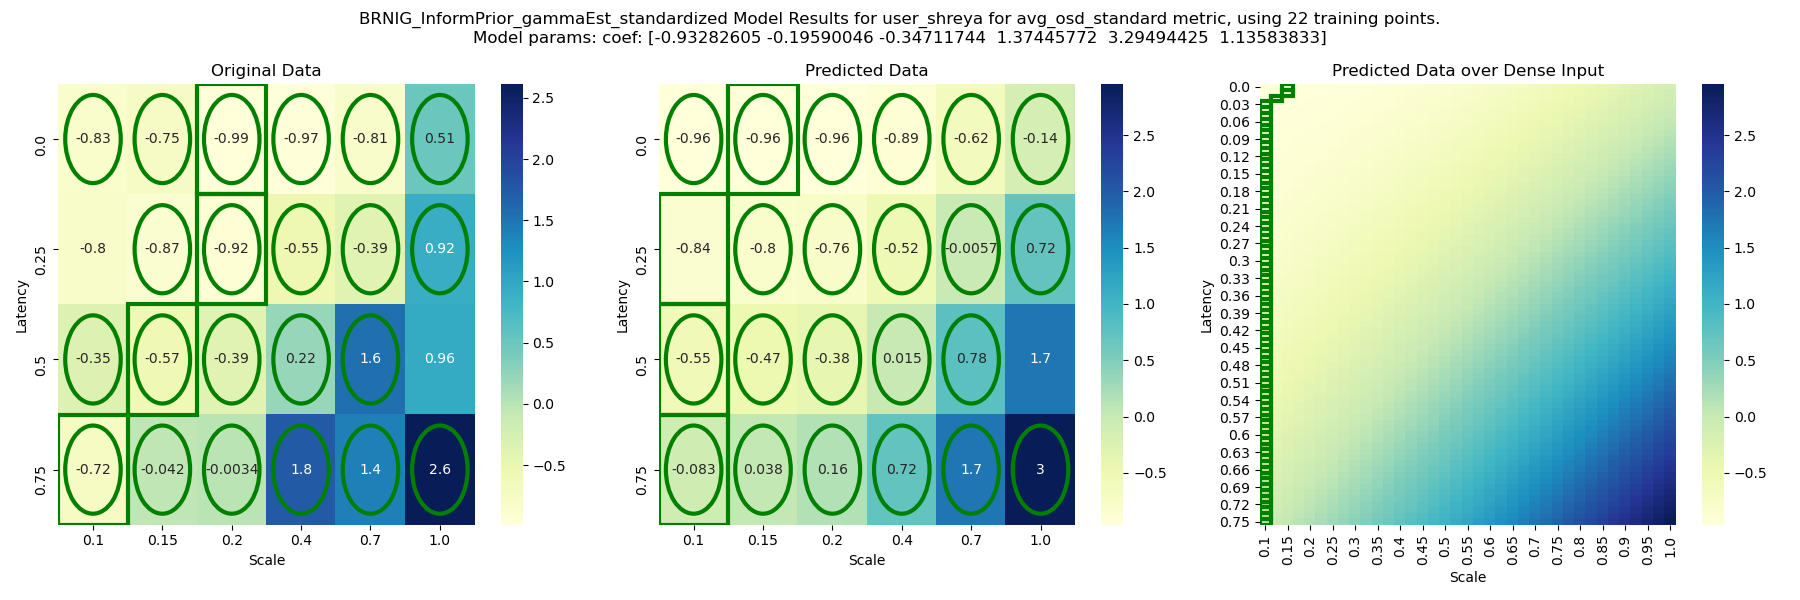 BRNIG_InformPrior_gammaEst_standardized Model Results for user_shreya for avg_osd_standard metric, using 22 training points.
Model params: coef: [-0.93282605 -0.19590046 -0.34711744  1.37445772  3.29494425  1.13583833]
Original Data
-0.83 -0.75 -0.99 -0.97 -0.81 0.51
-0.8 -0.87 -0.92 -0.55 -0.39 0.92
-0.35 -0.57 -0.39 0.22 1.6 0.96
-0.72 -0.042 -0.0034 1.8 1.4 2.6
0.0
0.25
0.5
0.75
Latency
0.1 0.15 0.2 0.4 0.7 1.0
Scale
2.5
2.0
1.5
1.0
0.5
0.0
−0.5
Predicted Data
-0.96 -0.96 -0.96 -0.89 -0.62 -0.14
-0.84 -0.8 -0.76 -0.52 -0.0057 0.72
-0.55 -0.47 -0.38 0.015 0.78 1.7
-0.083 0.038 0.16 0.72 1.7 3
0.0
0.25
0.5
0.75
Latency
0.1 0.15 0.2 0.4 0.7 1.0
Scale
2.5
2.0
1.5
1.0
0.5
0.0
−0.5
Predicted Data over Dense Input
0.0
0.03
0.06
0.09
0.12
0.15
0.18
0.21
0.24
0.27
0.3
0.33
0.36
0.39
0.42
0.45
0.48
0.51
0.54
0.57
0.6
0.63
0.66
0.69
0.72
0.75
Latency
0.1 0.15 0.2 0.25 0.3 0.35 0.4 0.45 0.5 0.55 0.6 0.65 0.7 0.75 0.8 0.85 0.9 0.95 1.0
Scale
2.5
2.0
1.5
1.0
0.5
0.0
−0.5